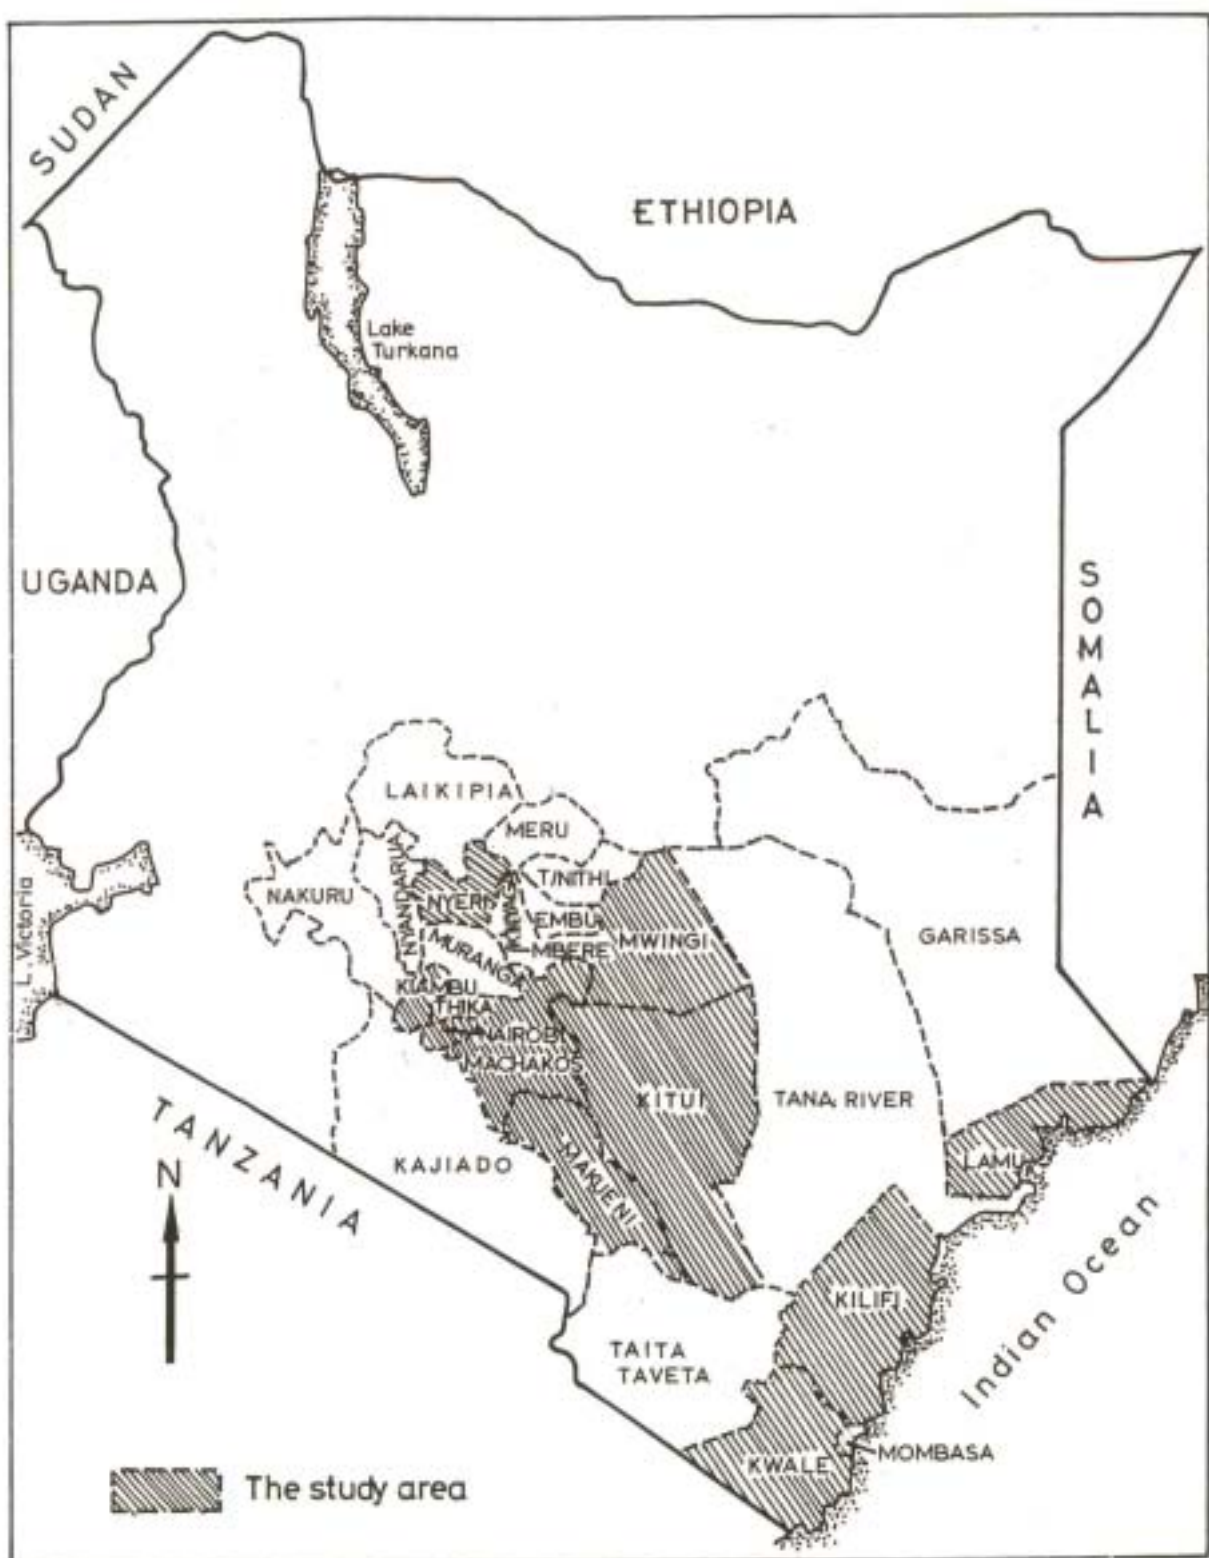 SUDAN
ETHIOPIA
Lake
Turkana
UGANDA
SOMALIA
LAIKIPIA
MERU
T/NITHI
NAKURU
NYANDARUA
NYERI
EMBU
MBERE
MWINGI
GARISSA
MURANGA
L. Victoria
KIAMBU
THIKA
NAIROBI
MACHAKOS
KITUI
TANA RIVER
LAMU
TANZANIA
N
KAJIADO
MAKUENI
KILIFI
Indian Ocean
TAITA
TAVETA
MOMBASA
KWALE
The study area